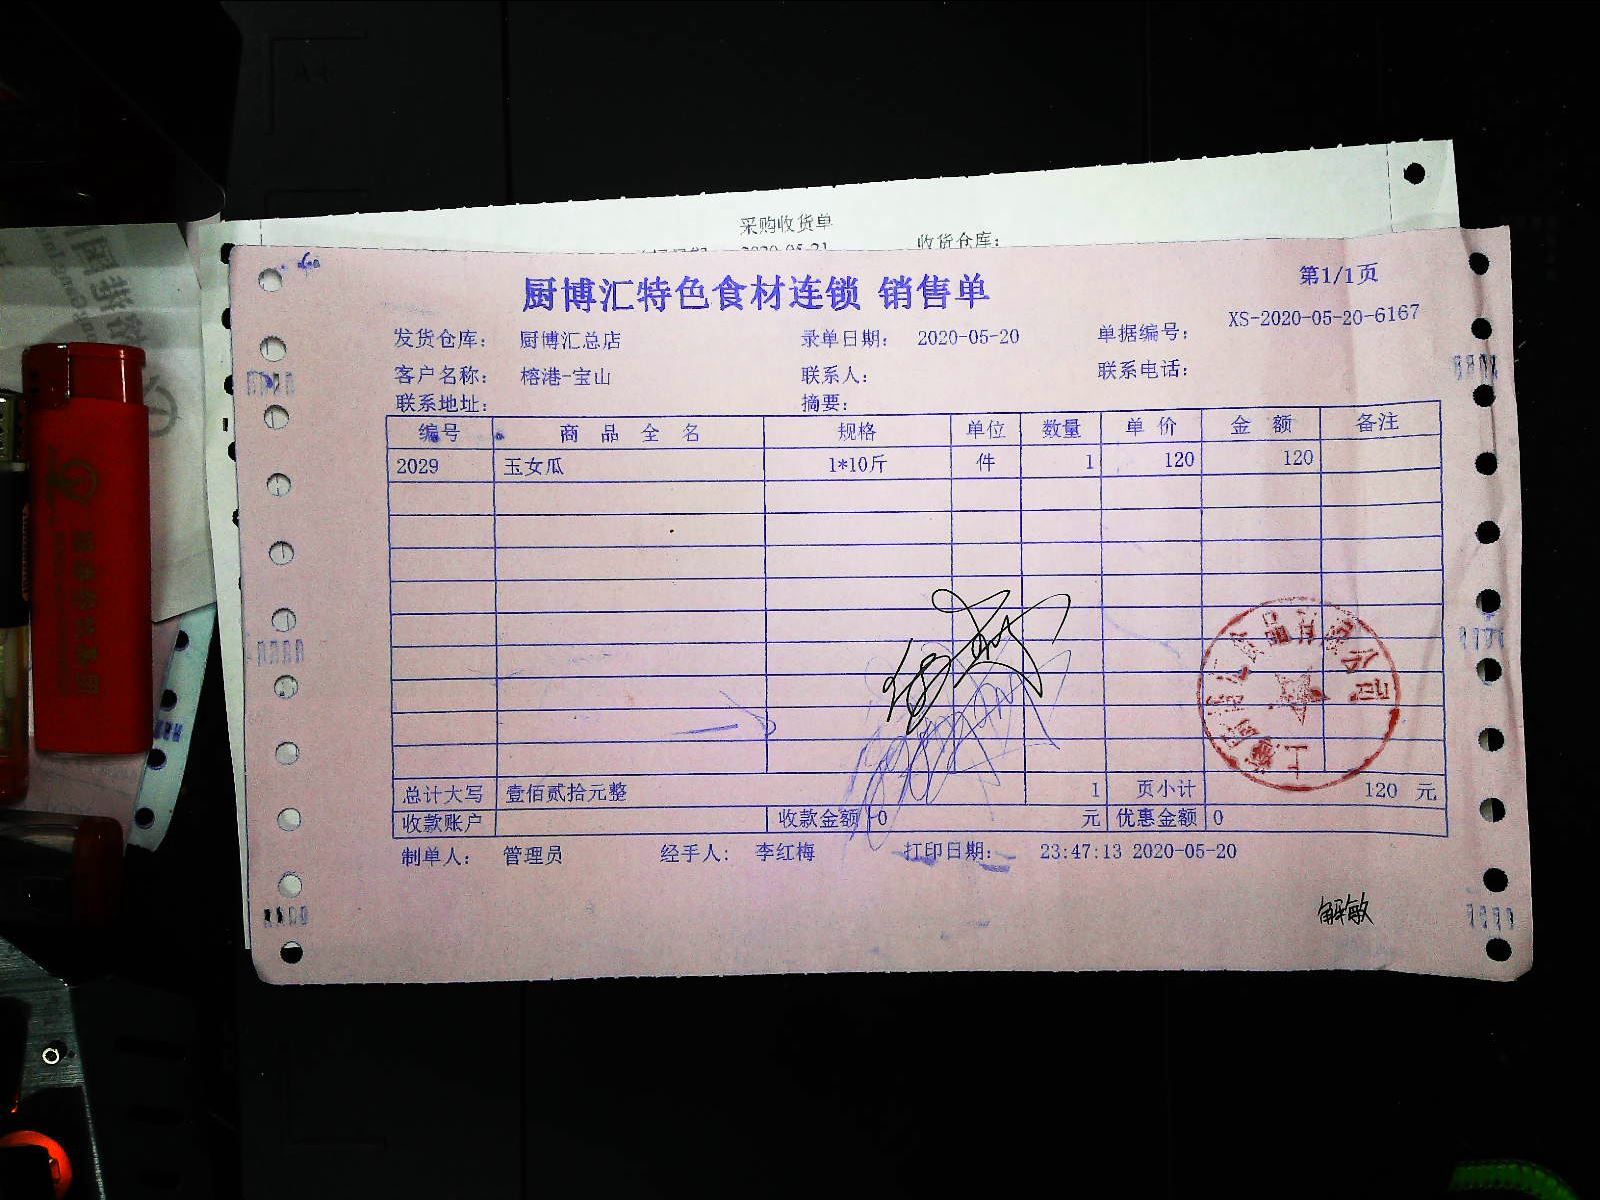 采购收货单
2020-05-21 收货仓库:
厨博汇特色食材连锁 销售单
第1/1页
发货仓库: 厨博汇总店 录单日期: 2020-05-20 单据编号: XS-2020-05-20-6167
客户名称: 榕港-宝山 联系人: 联系电话:
联系地址: 摘要:
编号 商品全名 规格 单位 数量 单价 金额 备注
2029 玉女瓜 1*10斤 件 1 120 120
总计大写 壹佰贰拾元整 1 页小计 120 元
收款账户 收款金额 0 元 优惠金额 0
制单人: 管理员 经手人: 李红梅 打印日期: 23:47:13 2020-05-20
解敏